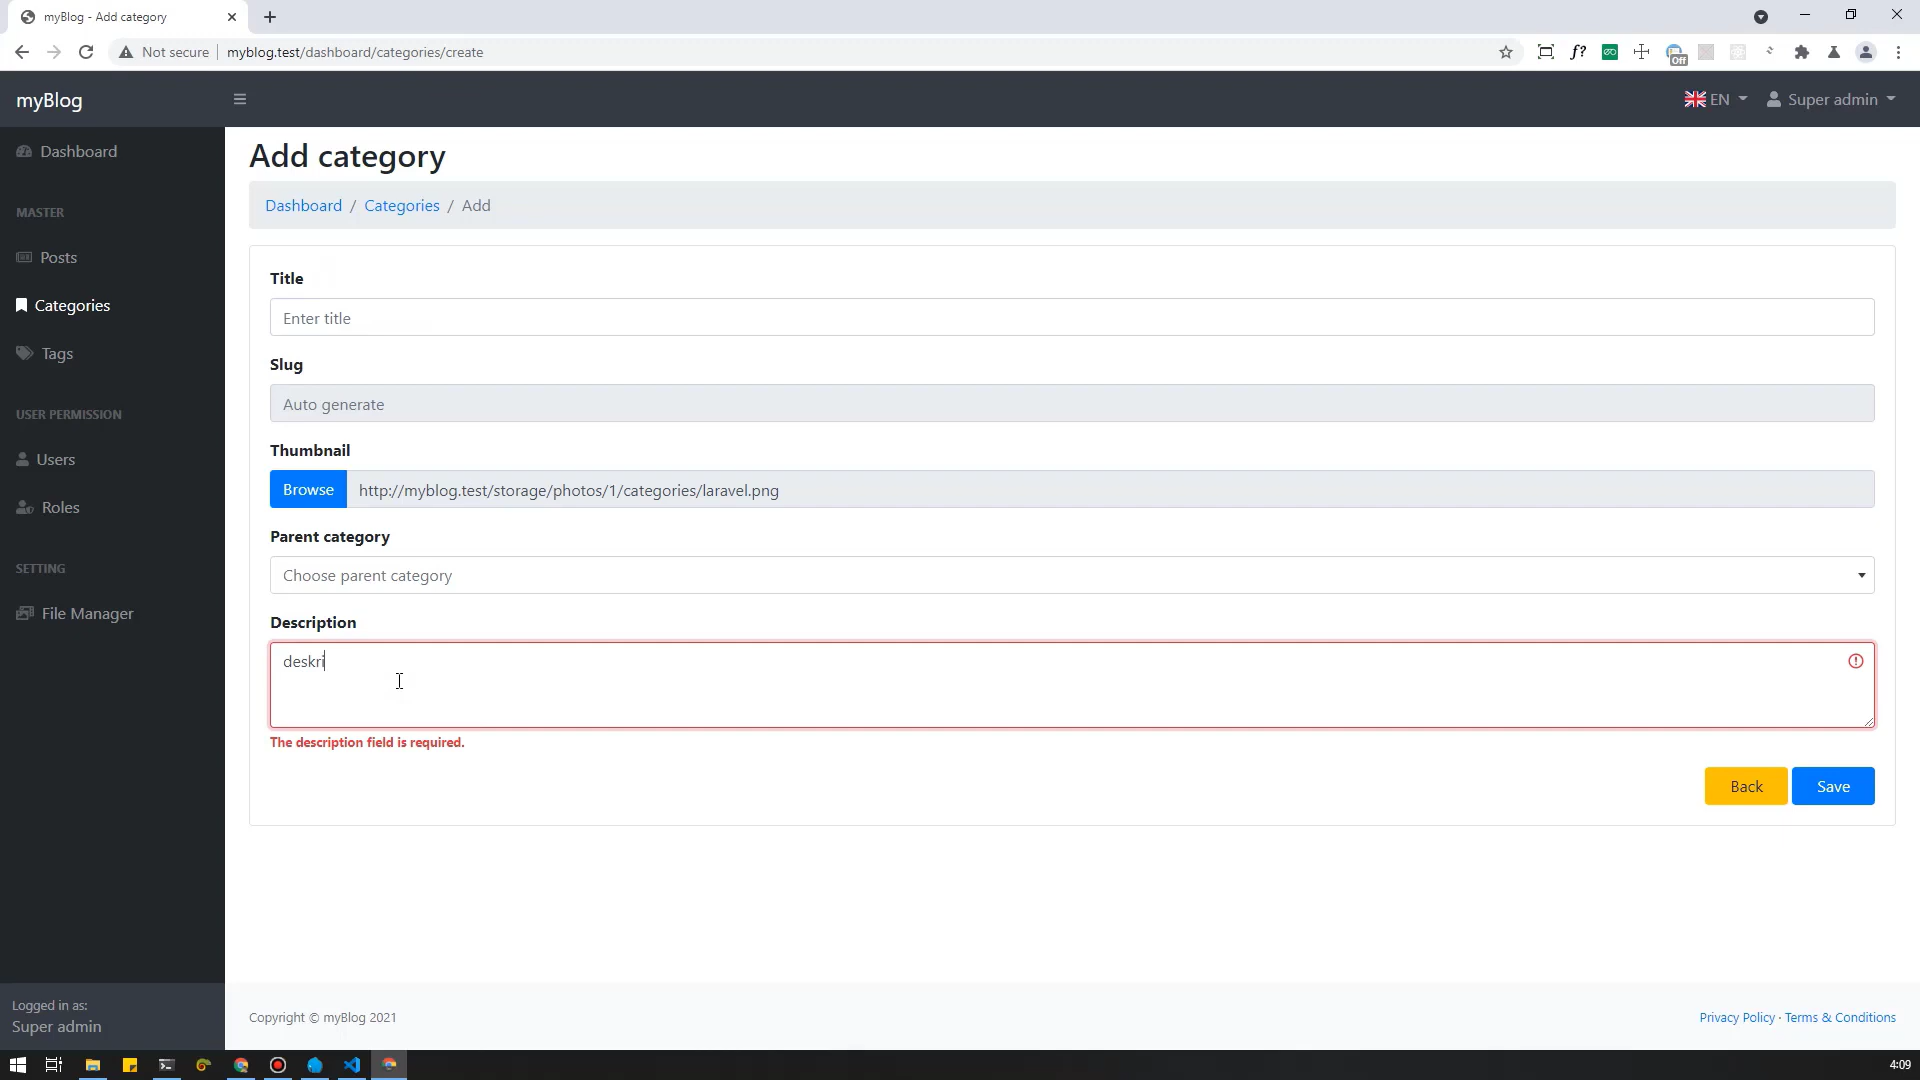 myBlog - Add category
Not secure
myblog.test/dashboard/categories/create
f?
Off
myBlog
EN
Super admin
Dashboard
MASTER
Posts
Categories
Tags
USER PERMISSION
Users
Roles
SETTING
File Manager
Logged in as:
Super admin
Add category
Dashboard / Categories / Add
Title
Enter title
Slug
Auto generate
Thumbnail
Browse
http://myblog.test/storage/photos/1/categories/laravel.png
Parent category
Choose parent category
Description
deskri
The description field is required.
Back
Save
Copyright © myBlog 2021
Privacy Policy · Terms & Conditions
4:09